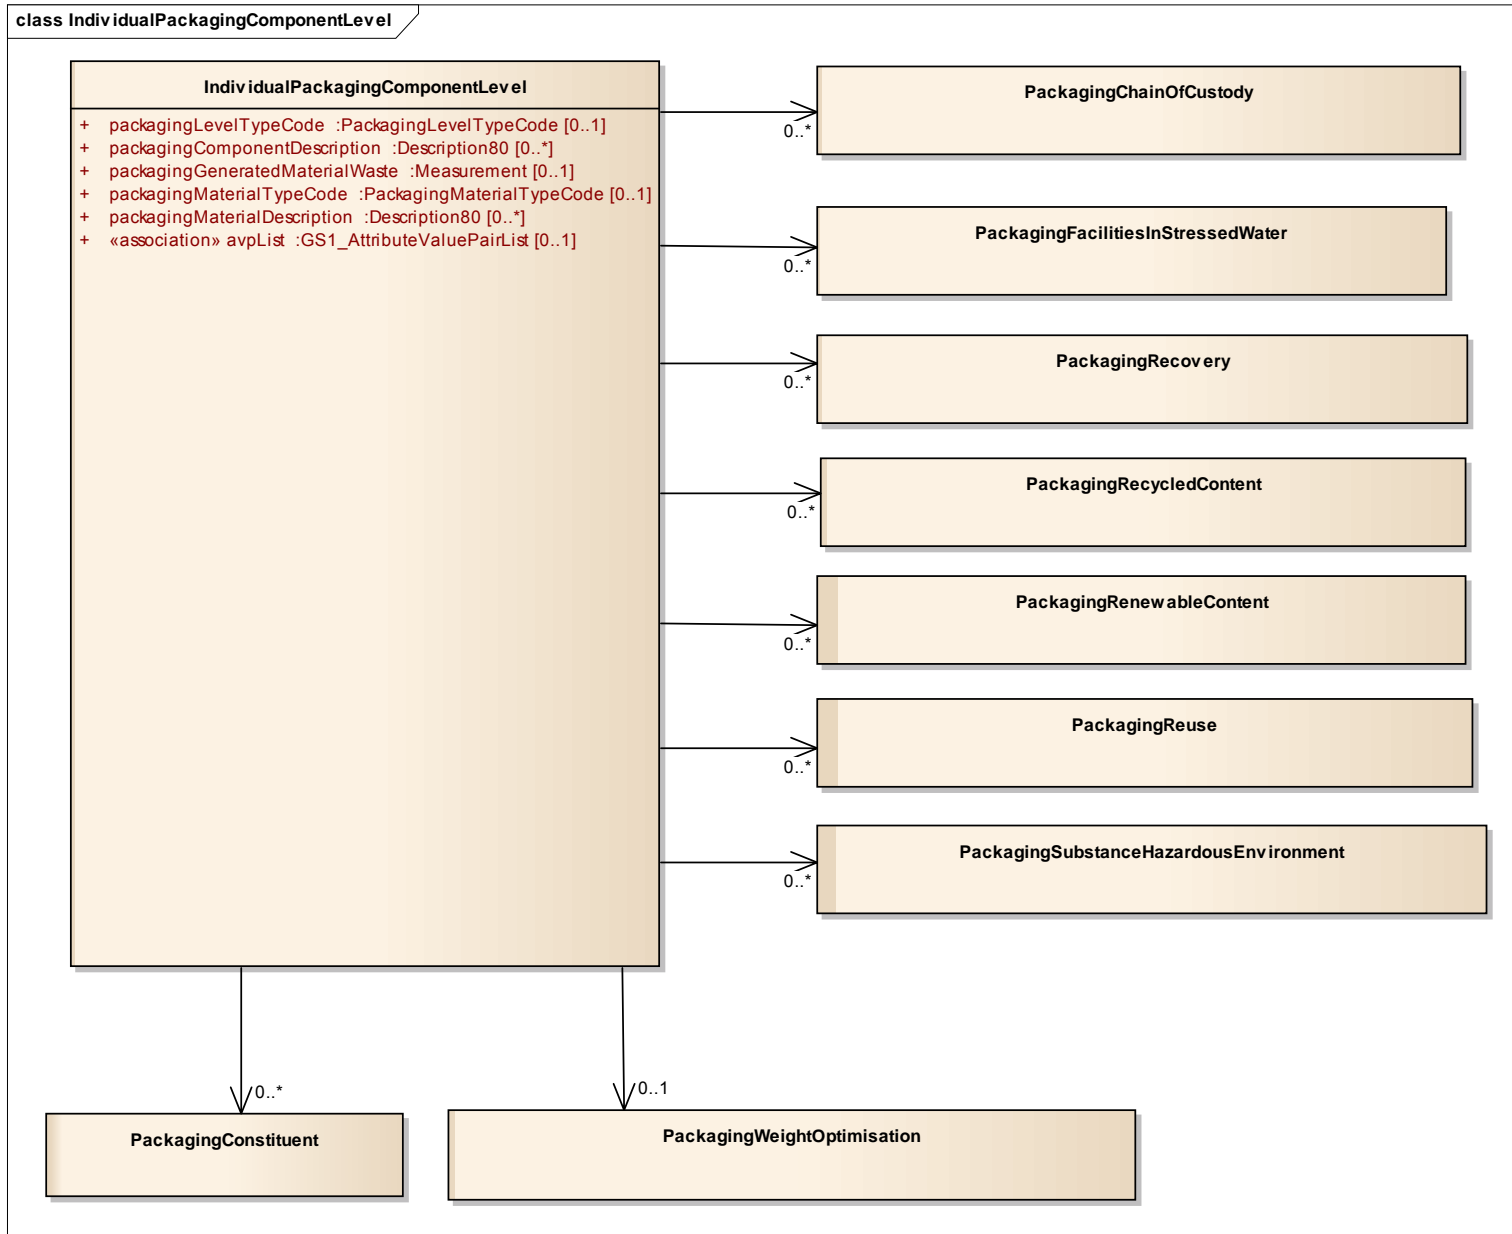 class IndividualPackagingComponentLevel
IndividualPackagingComponentLevel
+ packagingLevelTypeCode :PackagingLevelTypeCode [0..1]
+ packagingComponentDescription :Description80 [0..*]
+ packagingGeneratedMaterialWaste :Measurement [0..1]
+ packagingMaterialTypeCode :PackagingMaterialTypeCode [0..1]
+ packagingMaterialDescription :Description80 [0..*]
+ «association» avpList :GS1_AttributeValuePairList [0..1]
PackagingChainOfCustody
0..*
PackagingFacilitiesInStressedWater
0..*
PackagingRecovery
0..*
PackagingRecycledContent
0..*
PackagingRenewableContent
0..*
PackagingReuse
0..*
PackagingSubstanceHazardousEnvironment
0..*
0..*
0..1
PackagingConstituent
PackagingWeightOptimisation